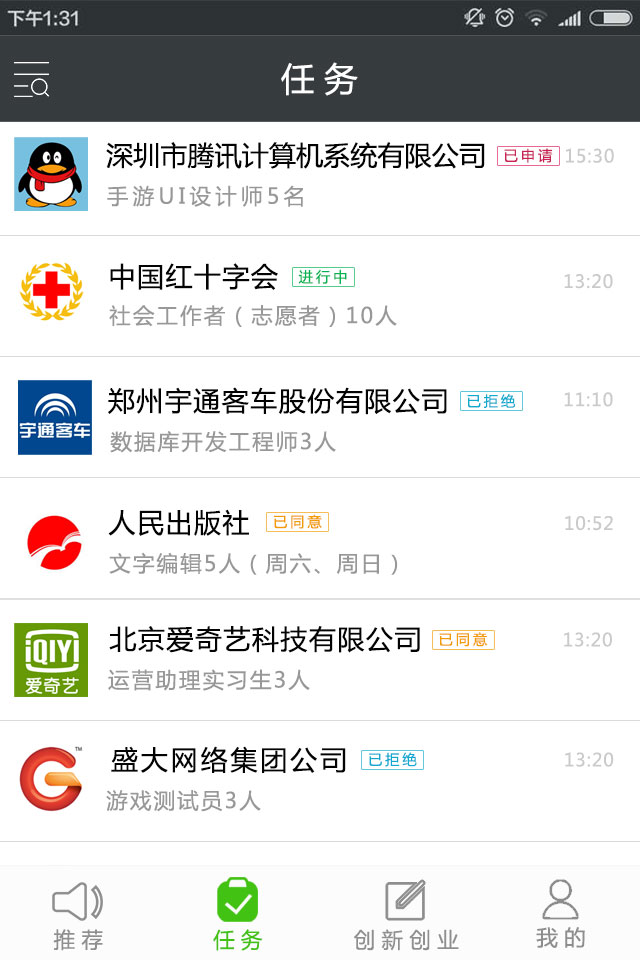 下午1:31
任务
深圳市腾讯计算机系统有限公司 已申请 15:30
手游UI设计师5名
中国红十字会 进行中 13:20
社会工作者（志愿者）10人
宇通客车
郑州宇通客车股份有限公司 已拒绝 11:10
数据库开发工程师3人
人民出版社 已同意 10:52
文字编辑5人（周六、周日）
iQIYI
爱奇艺
北京爱奇艺科技有限公司 已同意 13:20
运营助理实习生3人
TM
盛大网络集团公司 已拒绝 13:20
游戏测试员3人
推荐 任务 创新创业 我的